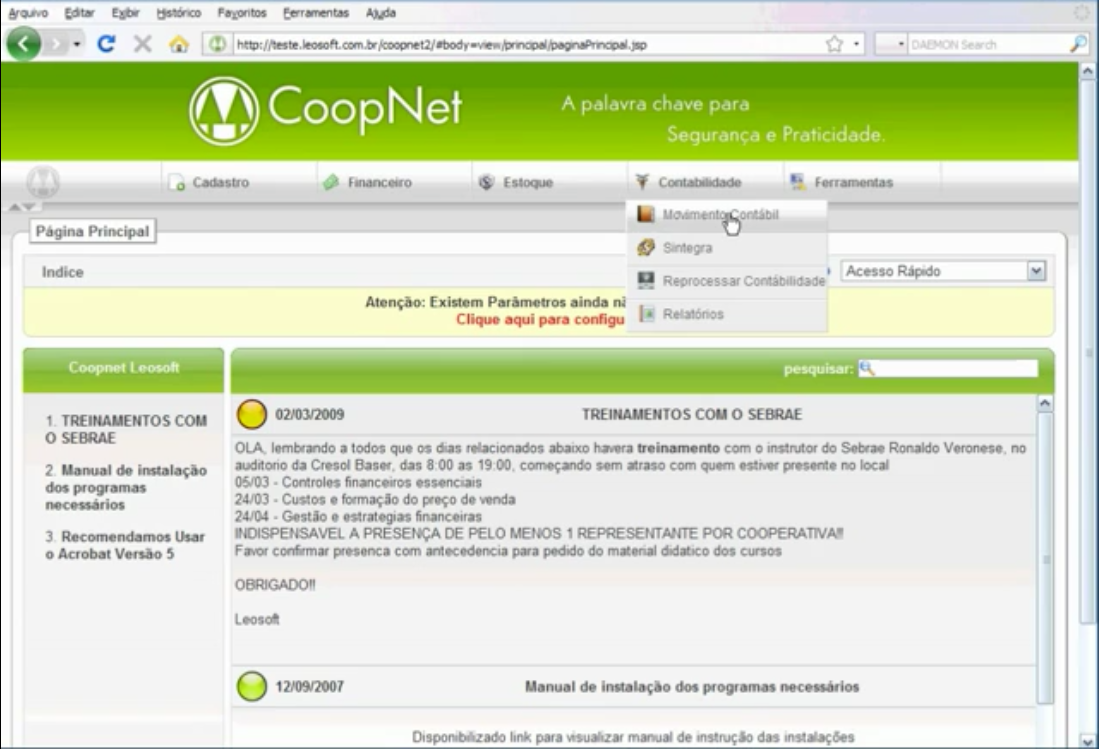 Arquivo Editar Exibir Histórico Favoritos Ferramentas Ajuda
http://teste.leosoft.com.br/coopnet2/#body=view/principal/paginaPrincipal.jsp
DAEMON Search
CoopNet
A palavra chave para
Segurança e Praticidade.
Cadastro Financeiro Estoque Contabilidade Ferramentas
Movimento Contábil
Sintegra
Reprocessar Contábilidade
Relatórios
Página Principal
Indice
Acesso Rápido
Atenção: Existem Parâmetros ainda
Clique aqui para
Coopnet Leosoft
pesquisar:
1. TREINAMENTOS COM
O SEBRAE
2. Manual de instalação
dos programas
necessários
3. Recomendamos Usar
o Acrobat Versão 5
02/03/2009 TREINAMENTOS COM O SEBRAE
OLA, lembrando a todos que os dias relacionados abaixo havera treinamento com o instrutor do Sebrae Ronaldo Veronese, no
auditorio da Cresol Baser, das 8:00 as 19:00, começando sem atraso com quem estiver presente no local
05/03 - Controles financeiros essenciais
24/03 - Custos e formação do preço de venda
24/04 - Gestão e estrategias financeiras
INDISPENSAVEL A PRESENÇA DE PELO MENOS 1 REPRESENTANTE POR COOPERATIVA!!
Favor confirmar presenca com antecedencia para pedido do material didatico dos cursos
OBRIGADO!!
Leosoft
12/09/2007 Manual de instalação dos programas necessários
Disponibilizado link para visualizar manual de instrução das instalações